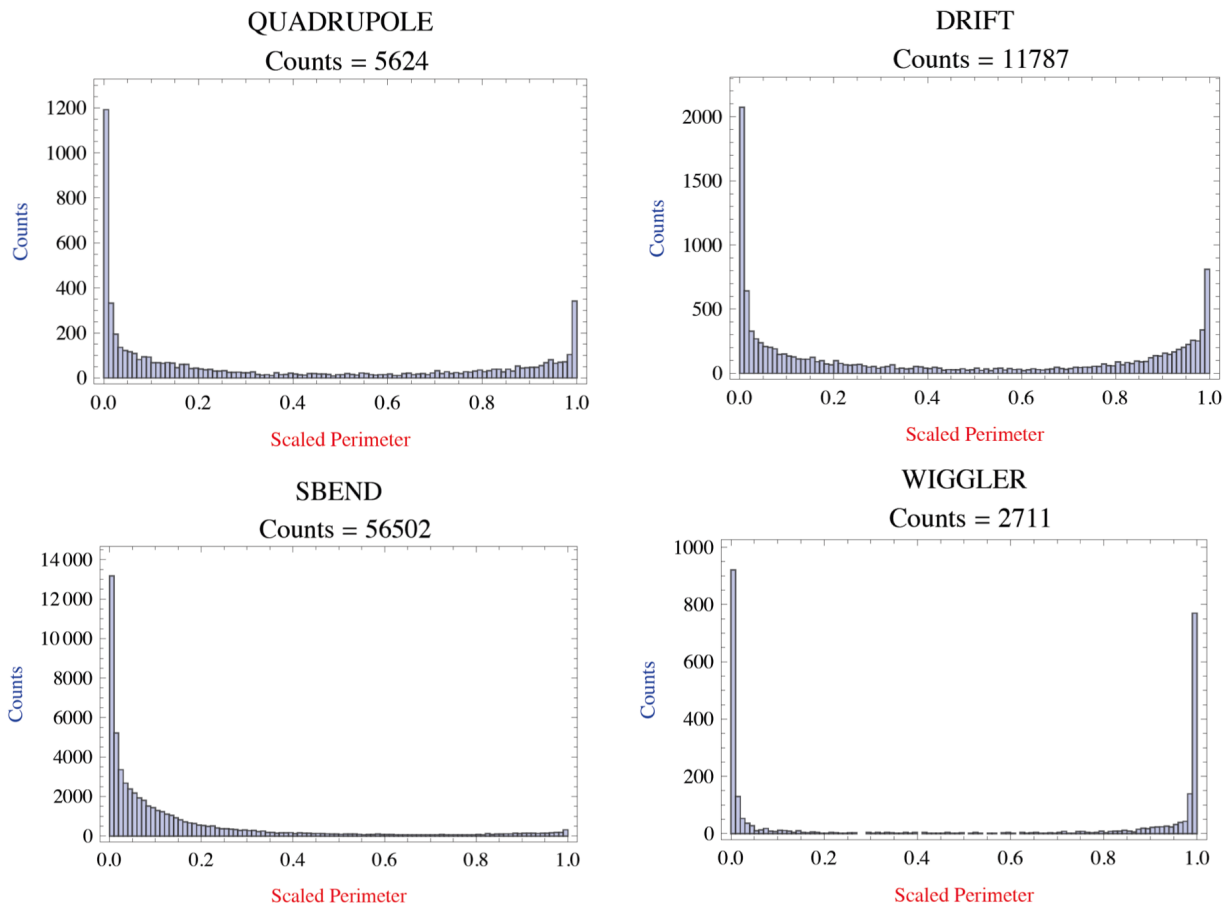 QUADRUPOLE
Counts = 5624
1200
1000
800
600
400
200
0
Counts
0.0 0.2 0.4 0.6 0.8 1.0
Scaled Perimeter
DRIFT
Counts = 11787
2000
1500
1000
500
0
Counts
0.0 0.2 0.4 0.6 0.8 1.0
Scaled Perimeter
SBEND
Counts = 56502
14 000
12 000
10 000
8000
6000
4000
2000
0
Counts
0.0 0.2 0.4 0.6 0.8 1.0
Scaled Perimeter
WIGGLER
Counts = 2711
1000
800
600
400
200
0
Counts
0.0 0.2 0.4 0.6 0.8 1.0
Scaled Perimeter